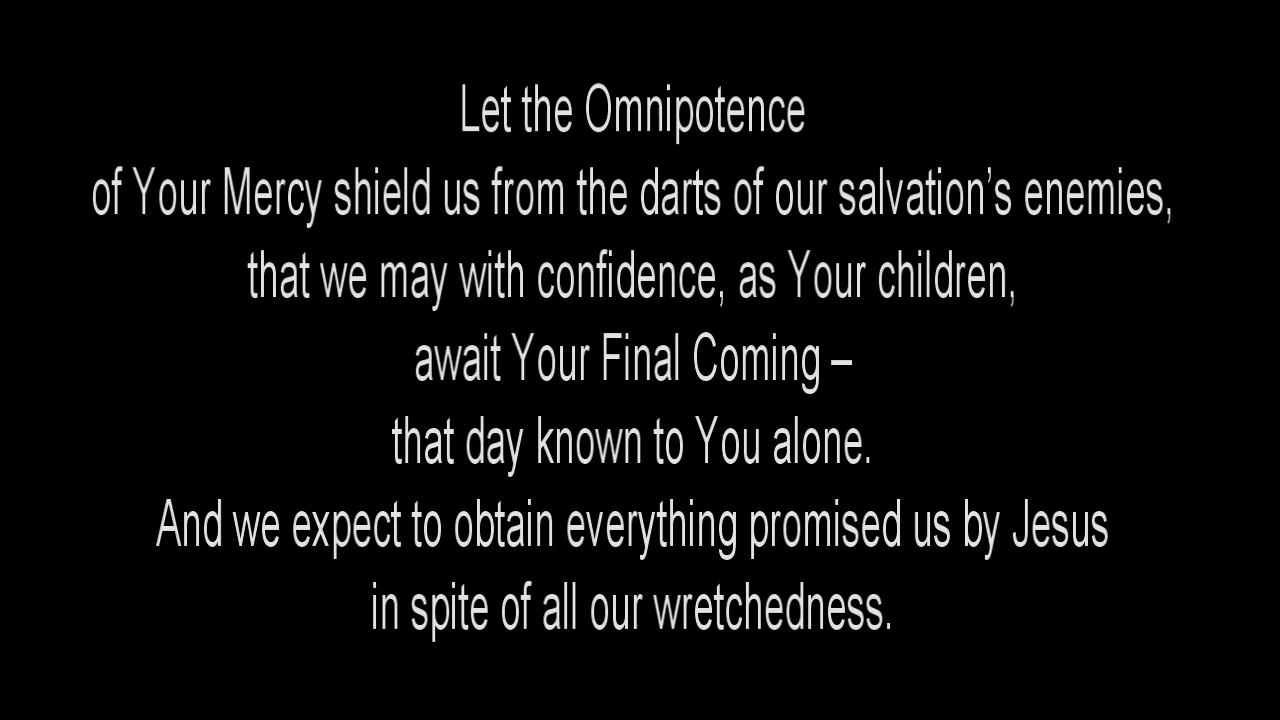 Let the Omnipotence
of Your Mercy shield us from the darts of our salvation’s enemies,
that we may with confidence, as Your children,
await Your Final Coming –
that day known to You alone.
And we expect to obtain everything promised us by Jesus
in spite of all our wretchedness.